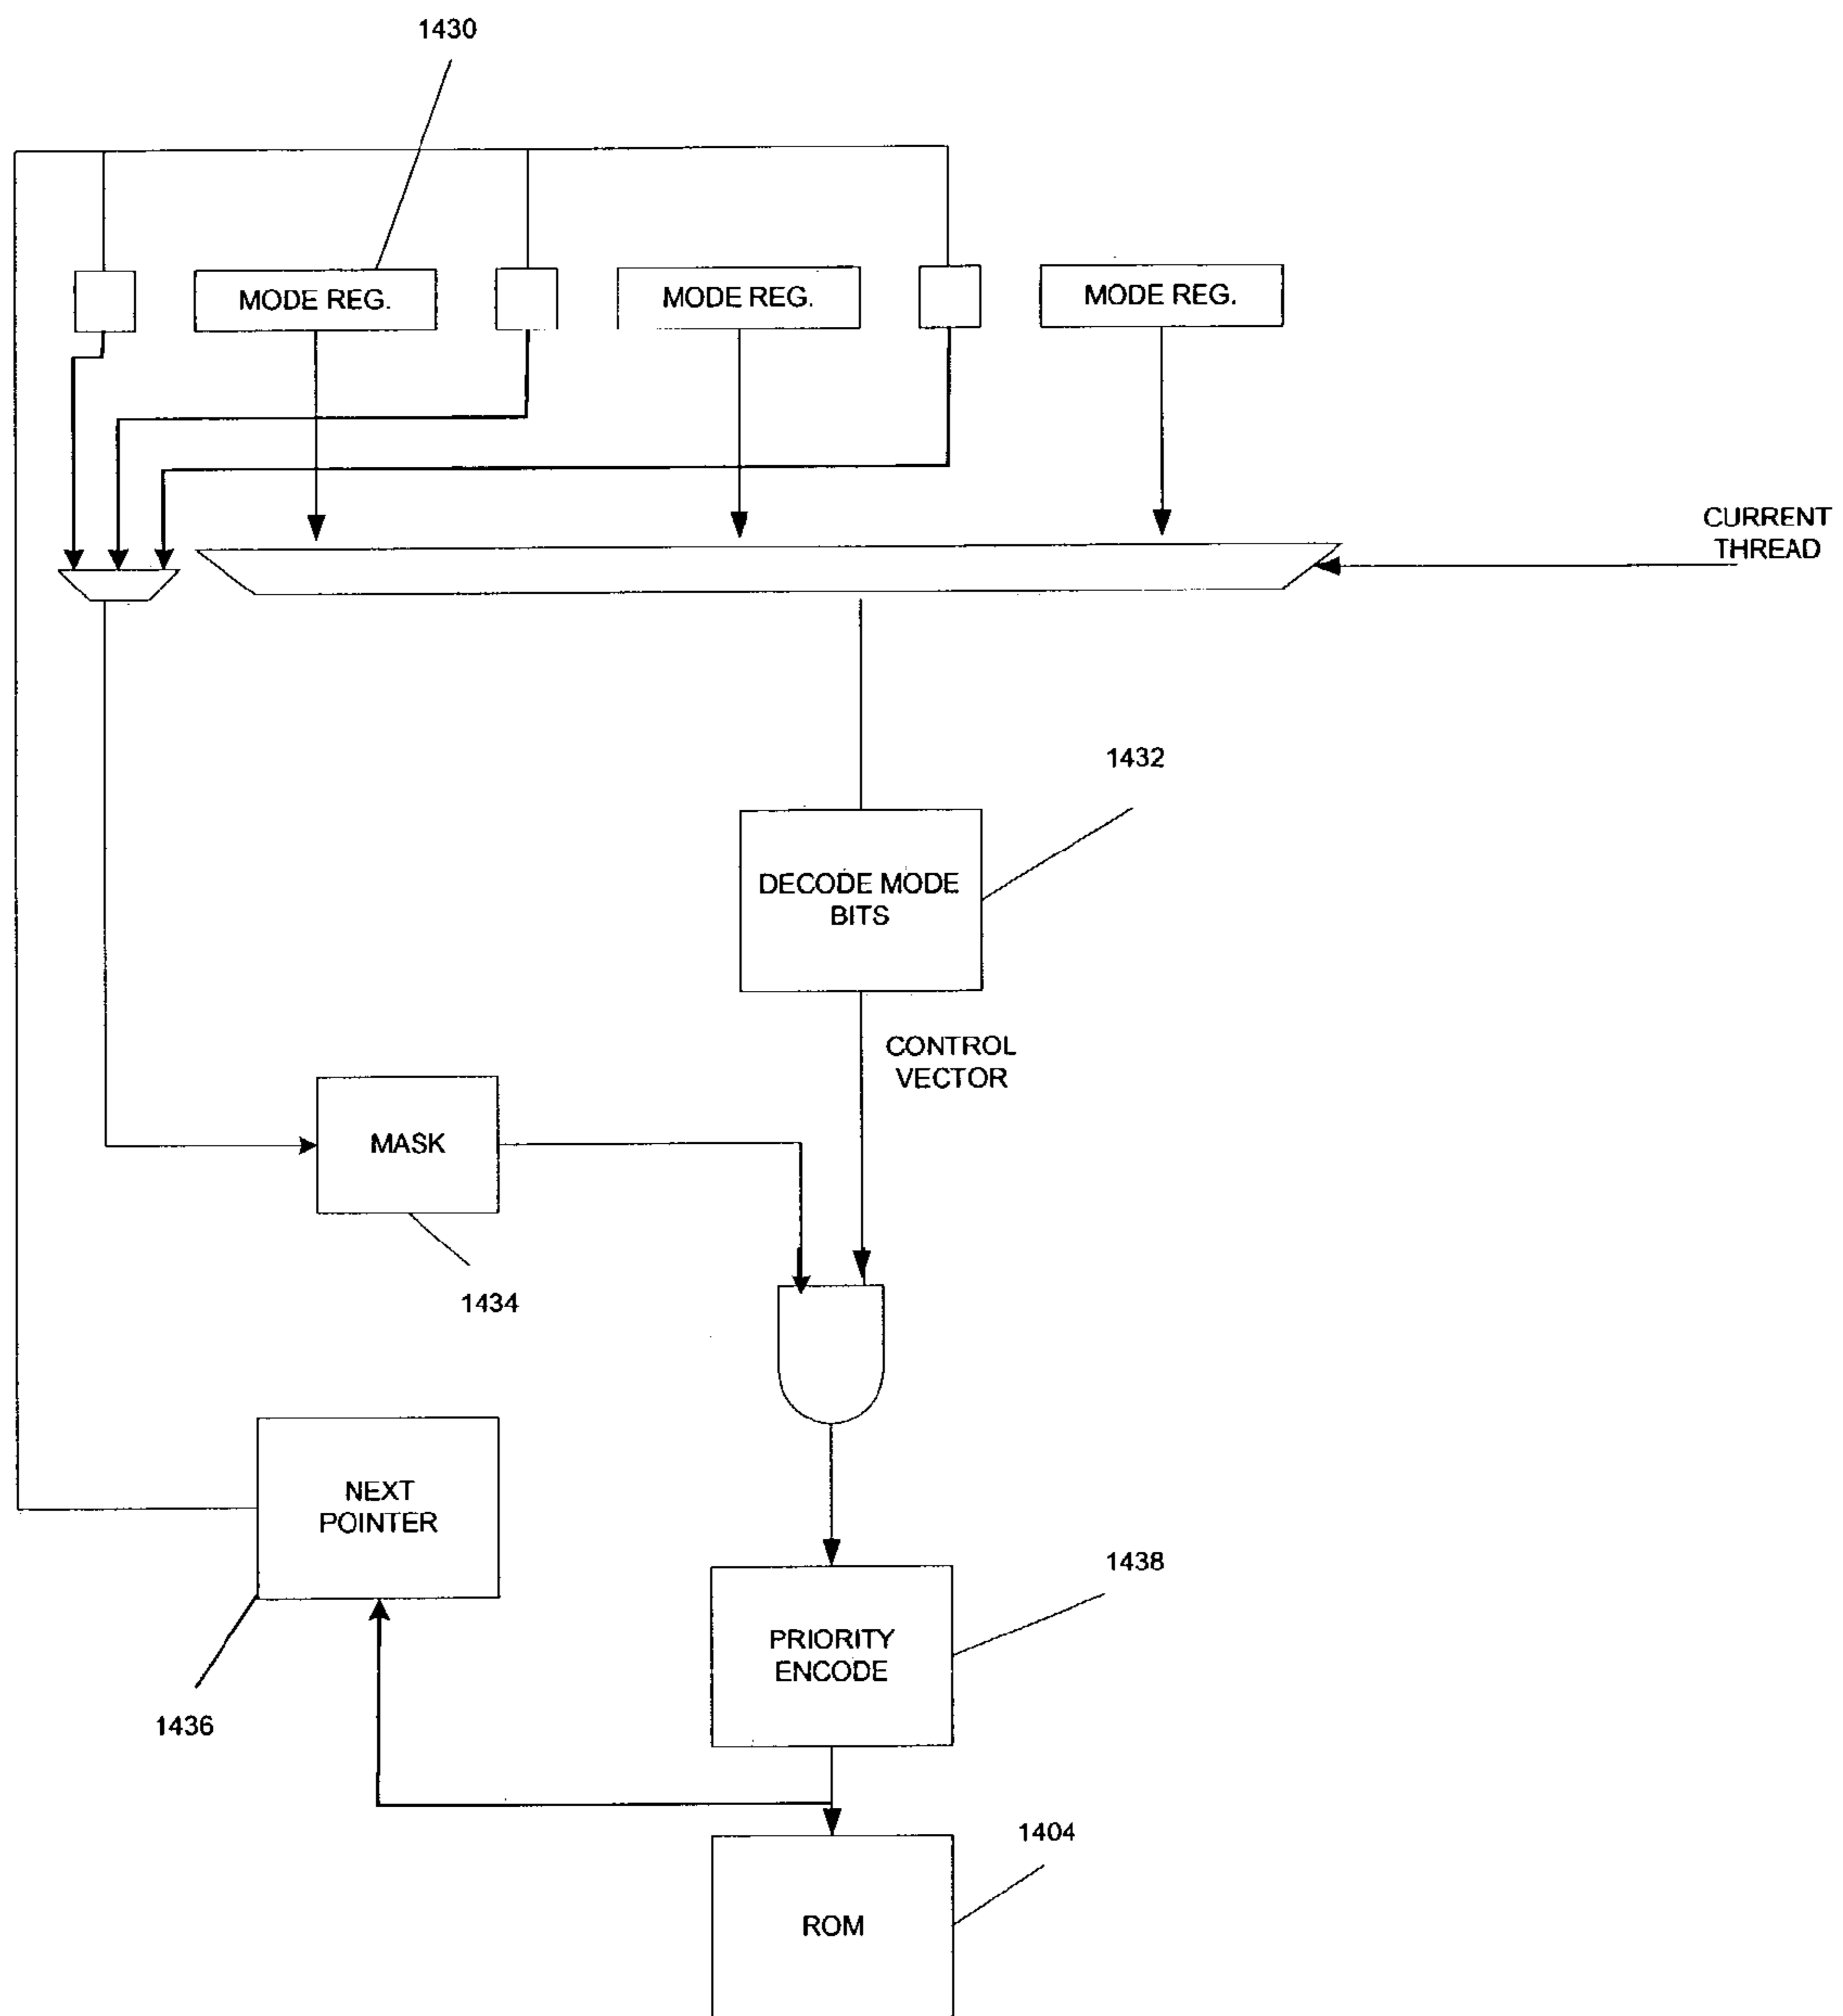 1430
MODE REG.
MODE REG.
MODE REG.
CURRENT
THREAD
1432
DECODE MODE
BITS
CONTROL
VECTOR
MASK
1434
NEXT
POINTER
1438
PRIORITY
ENCODE
1436
1404
ROM